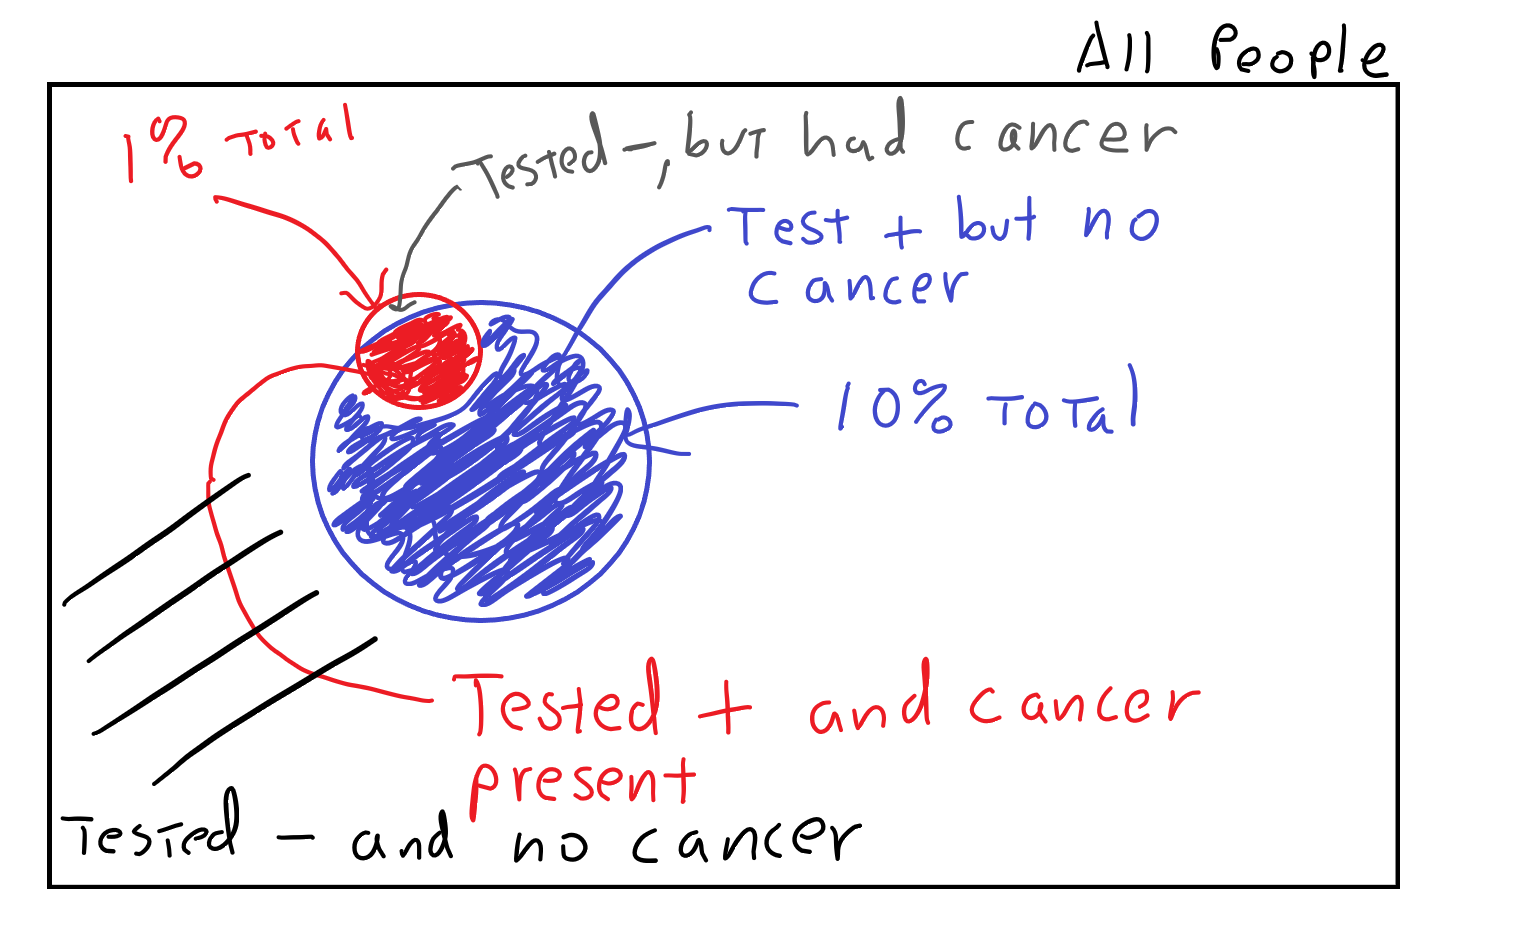 All People
1% Total
Tested -, but had cancer
Test + but no
cancer
10% Total
Tested + and cancer
present
Tested - and no cancer